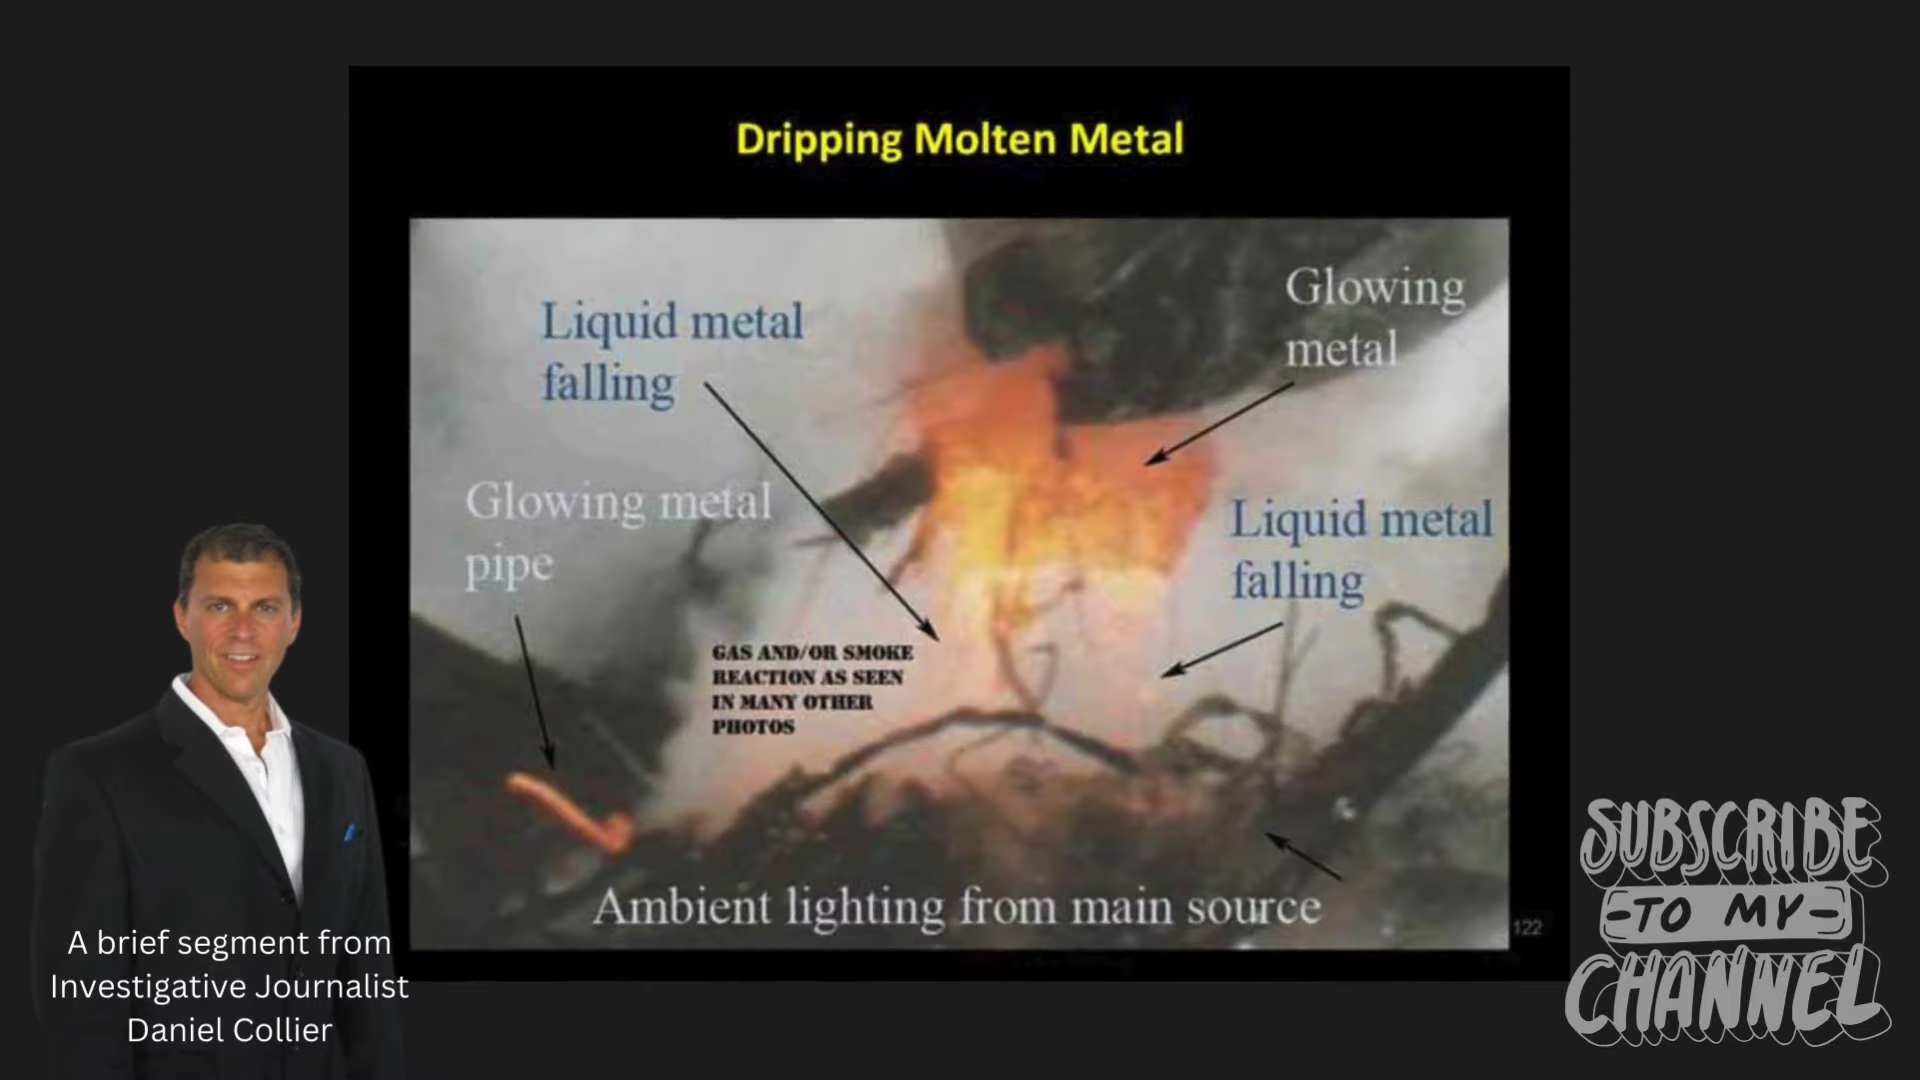 Dripping Molten Metal
Glowing
metal
Liquid metal
falling
Glowing metal
pipe
Liquid metal
falling
GAS AND/OR SMOKE
REACTION AS SEEN
IN MANY OTHER
PHOTOS
Ambient lighting from main source
122
A brief segment from
Investigative Journalist
Daniel Collier
SUBSCRIBE
-TO MY-
CHANNEL